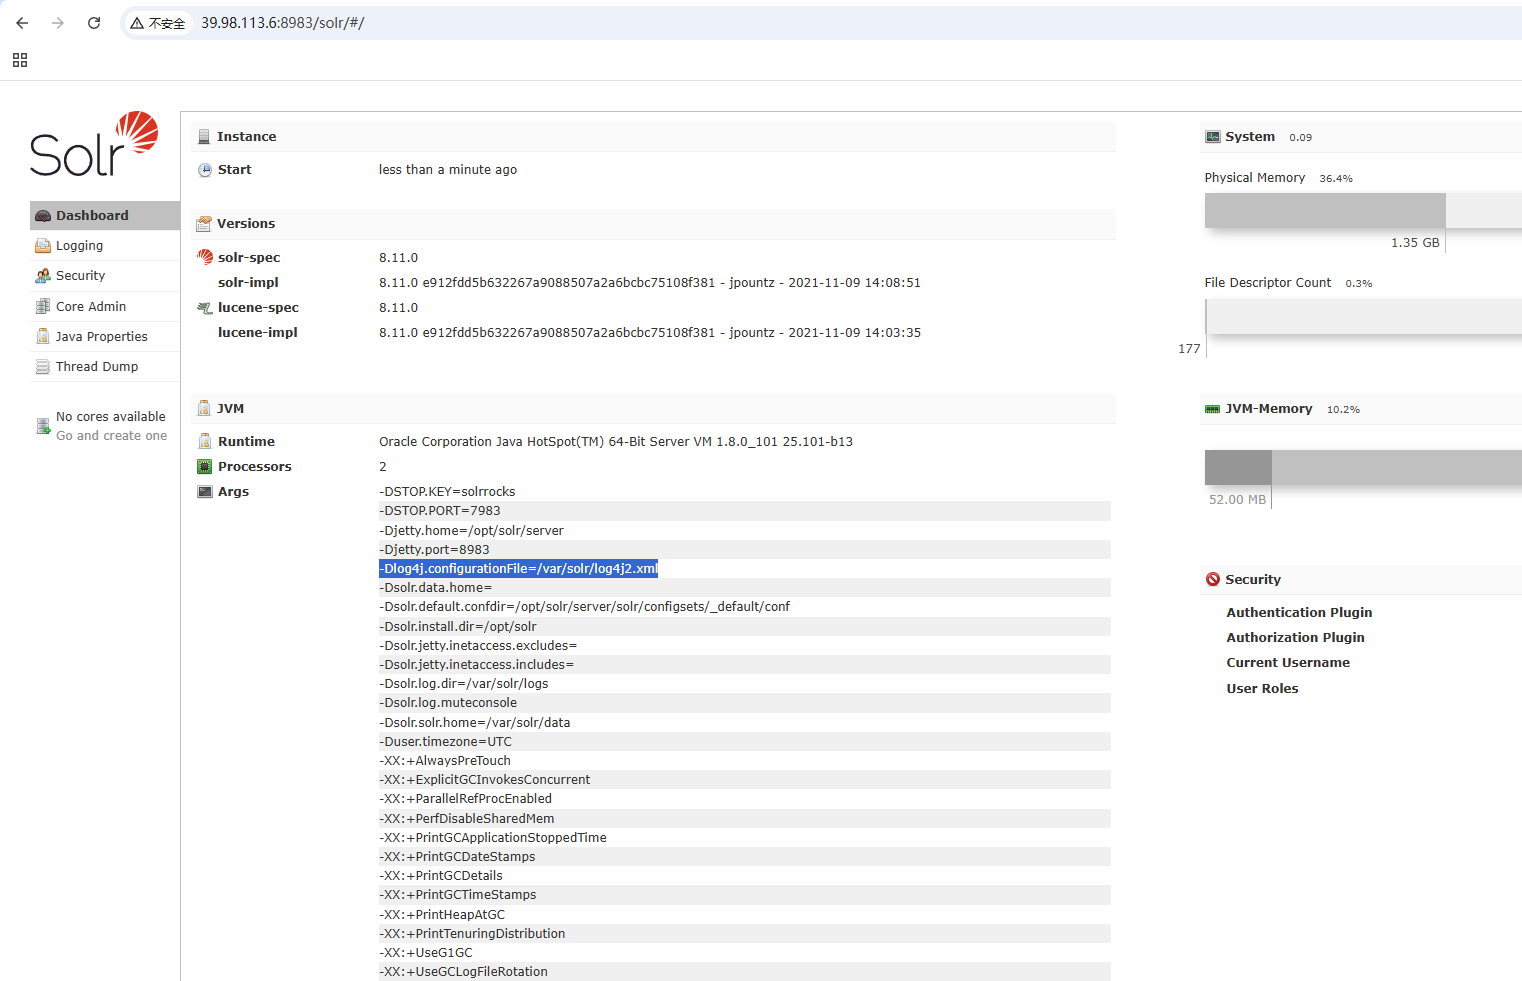 不安全 39.98.113.6:8983/solr/#/
Solr
Dashboard
Logging
Security
Core Admin
Java Properties
Thread Dump
No cores available
Go and create one
Instance
Start less than a minute ago
Versions
solr-spec 8.11.0
solr-impl 8.11.0 e912fdd5b632267a9088507a2a6bcbc75108f381 - jpountz - 2021-11-09 14:08:51
lucene-spec 8.11.0
lucene-impl 8.11.0 e912fdd5b632267a9088507a2a6bcbc75108f381 - jpountz - 2021-11-09 14:03:35
JVM
Runtime Oracle Corporation Java HotSpot(TM) 64-Bit Server VM 1.8.0_101 25.101-b13
Processors 2
Args -DSTOP.KEY=solrrocks
-DSTOP.PORT=7983
-Djetty.home=/opt/solr/server
-Djetty.port=8983
-Dlog4j.configurationFile=/var/solr/log4j2.xml
-Dsolr.data.home=
-Dsolr.default.confdir=/opt/solr/server/solr/configsets/_default/conf
-Dsolr.install.dir=/opt/solr
-Dsolr.jetty.inetaccess.excludes=
-Dsolr.jetty.inetaccess.includes=
-Dsolr.log.dir=/var/solr/logs
-Dsolr.log.muteconsole
-Dsolr.solr.home=/var/solr/data
-Duser.timezone=UTC
-XX:+AlwaysPreTouch
-XX:+ExplicitGCInvokesConcurrent
-XX:+ParallelRefProcEnabled
-XX:+PerfDisableSharedMem
-XX:+PrintGCApplicationStoppedTime
-XX:+PrintGCDateStamps
-XX:+PrintGCDetails
-XX:+PrintGCTimeStamps
-XX:+PrintHeapAtGC
-XX:+PrintTenuringDistribution
-XX:+UseG1GC
-XX:+UseGCLogFileRotation
System 0.09
Physical Memory 36.4%
1.35 GB
File Descriptor Count 0.3%
177
JVM-Memory 10.2%
52.00 MB
Security
Authentication Plugin
Authorization Plugin
Current Username
User Roles